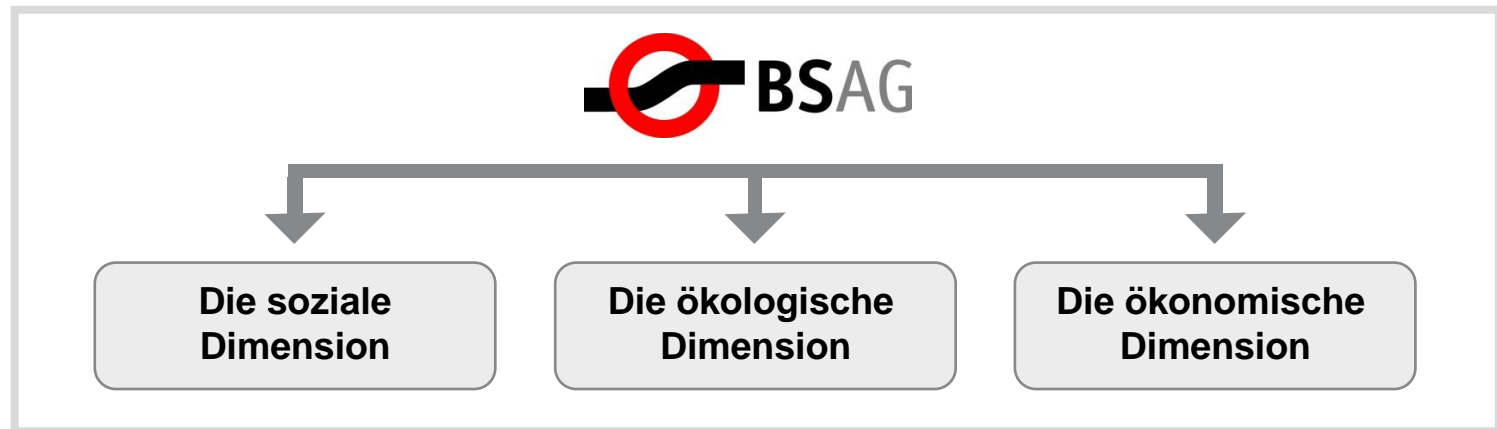 BSAG
Die soziale
Dimension
Die ökologische
Dimension
Die ökonomische
Dimension